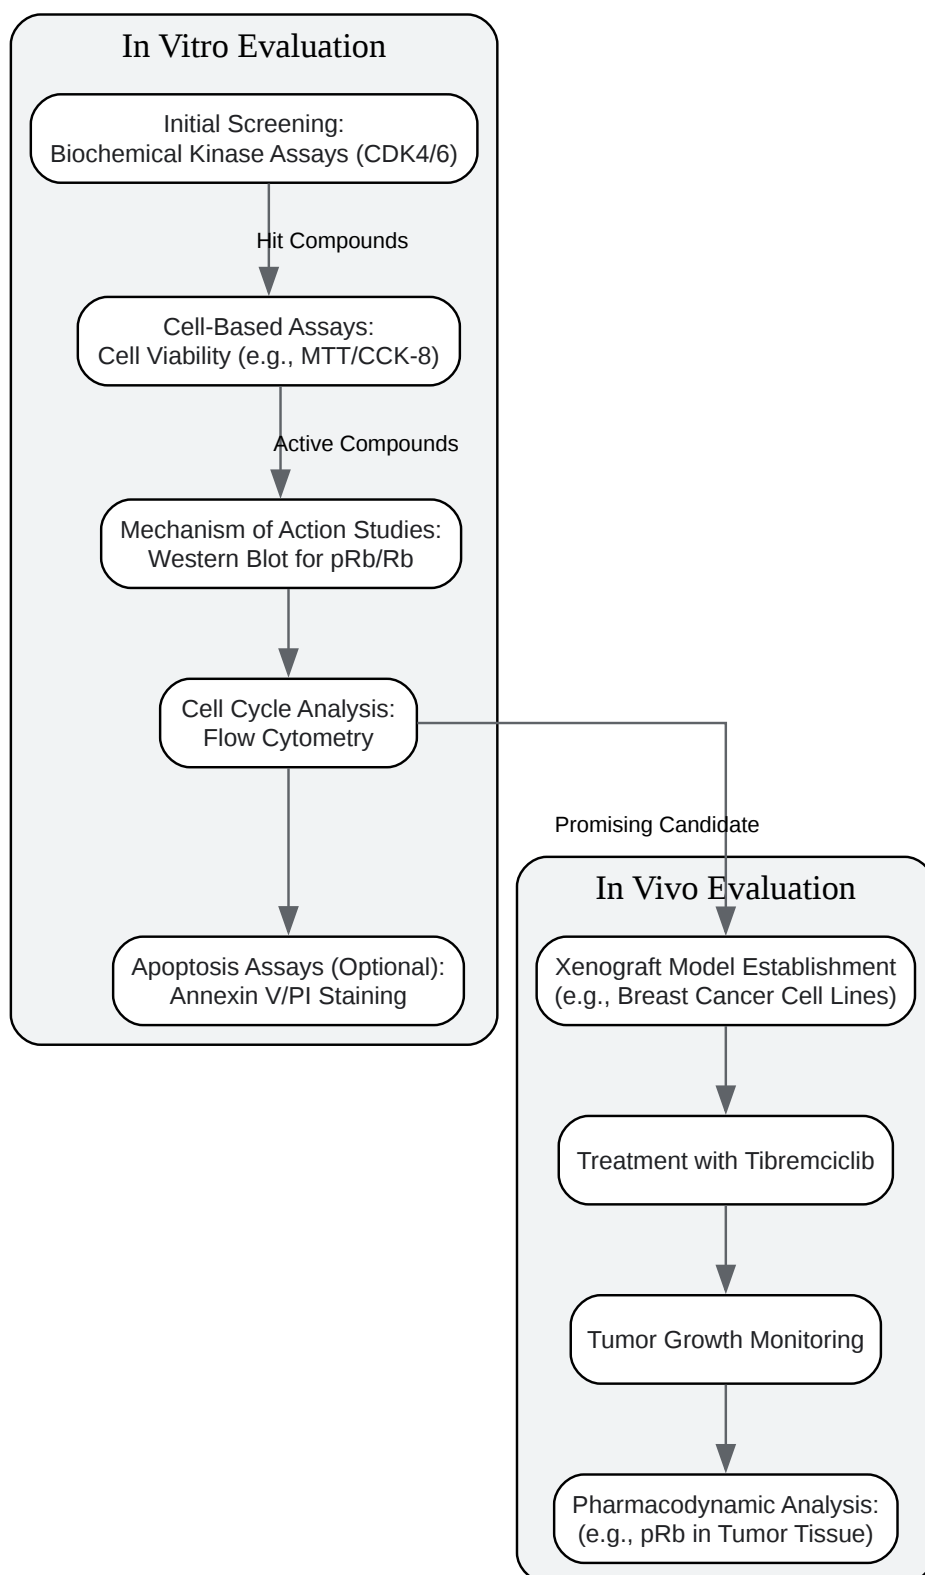 In Vitro Evaluation
Initial Screening:
Biochemical Kinase Assays (CDK4/6)
Hit Compounds
Cell-Based Assays:
Cell Viability (e.g., MTT/CCK-8)
Active Compounds
Mechanism of Action Studies:
Western Blot for pRb/Rb
Cell Cycle Analysis:
Flow Cytometry
Apoptosis Assays (Optional):
Annexin V/PI Staining
Promising Candidate
In Vivo Evaluation
Xenograft Model Establishment
(e.g., Breast Cancer Cell Lines)
Treatment with Tibremciclib
Tumor Growth Monitoring
Pharmacodynamic Analysis:
(e.g., pRb in Tumor Tissue)